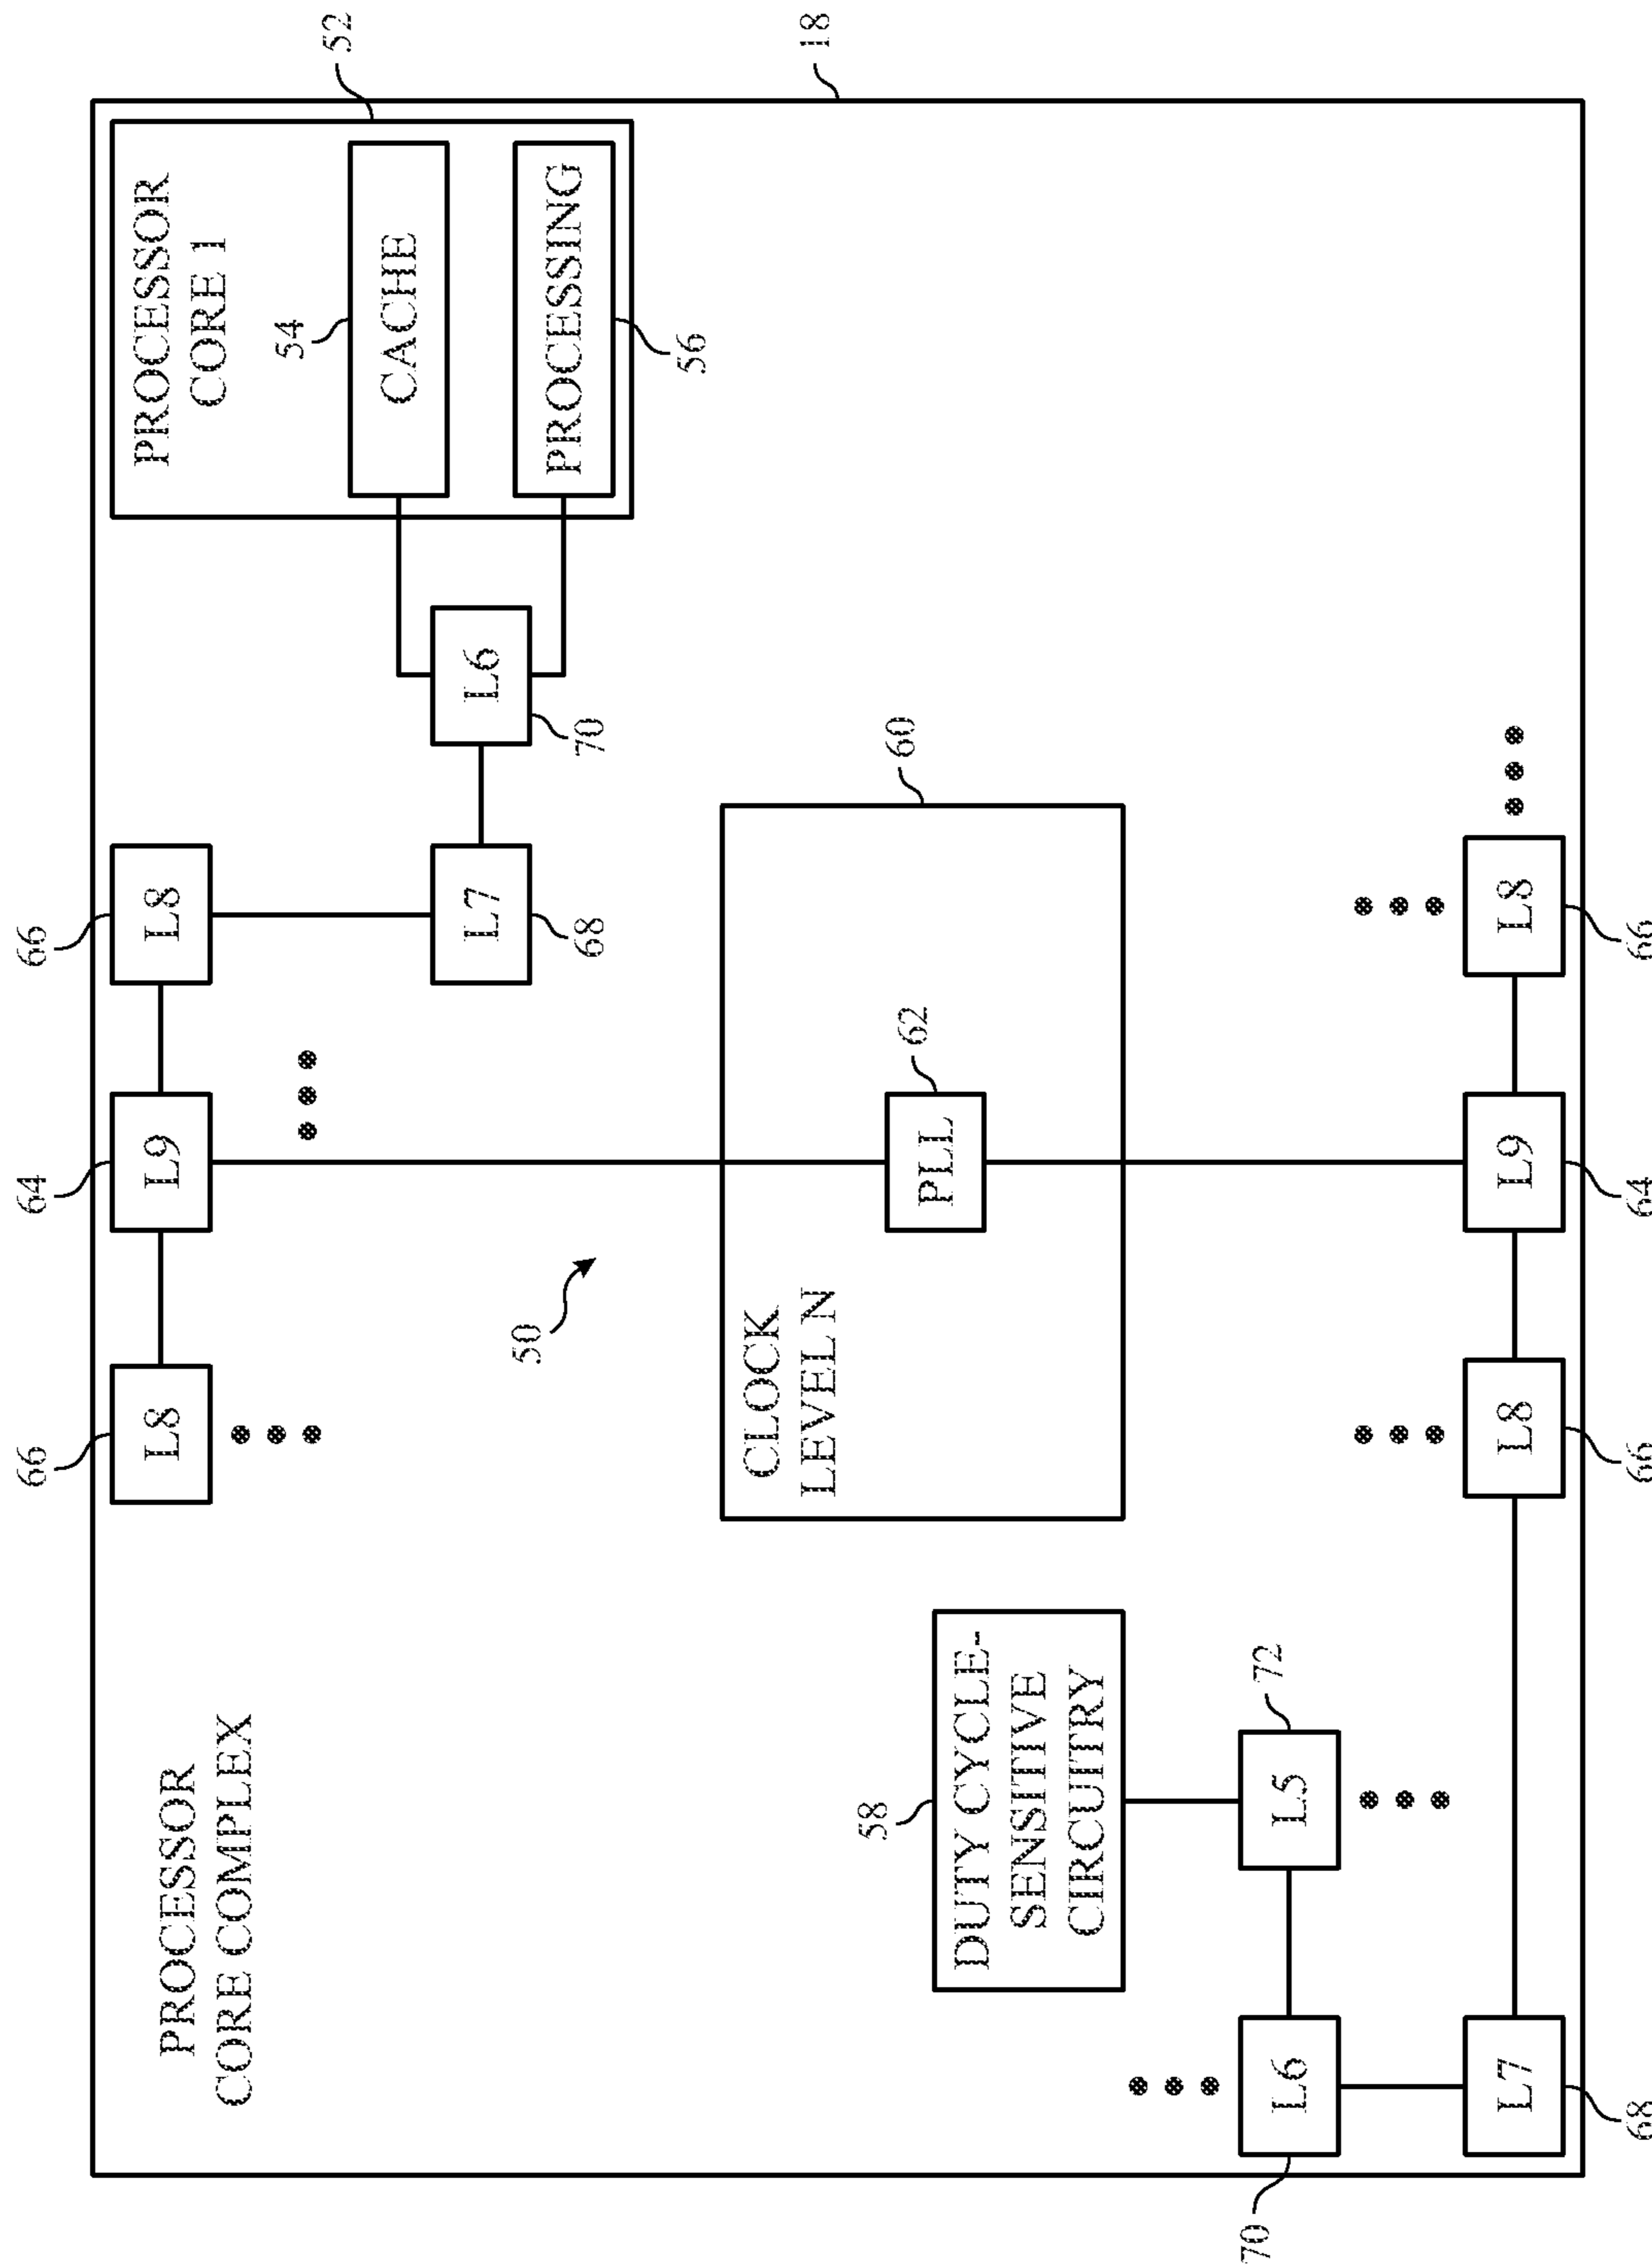 66
64
66
PROCESSOR
CORE COMPLEX
L8
L9
L8
PROCESSOR
CORE 1
52
54
CACHE
L7
L6
68
70
PROCESSING
56
50
18
CLOCK
LEVEL N
60
62
PLL
58
DUTY CYCLE-
SENSITIVE
CIRCUITRY
70
L6
L5
72
L7
L8
L9
L8
68
66
64
66